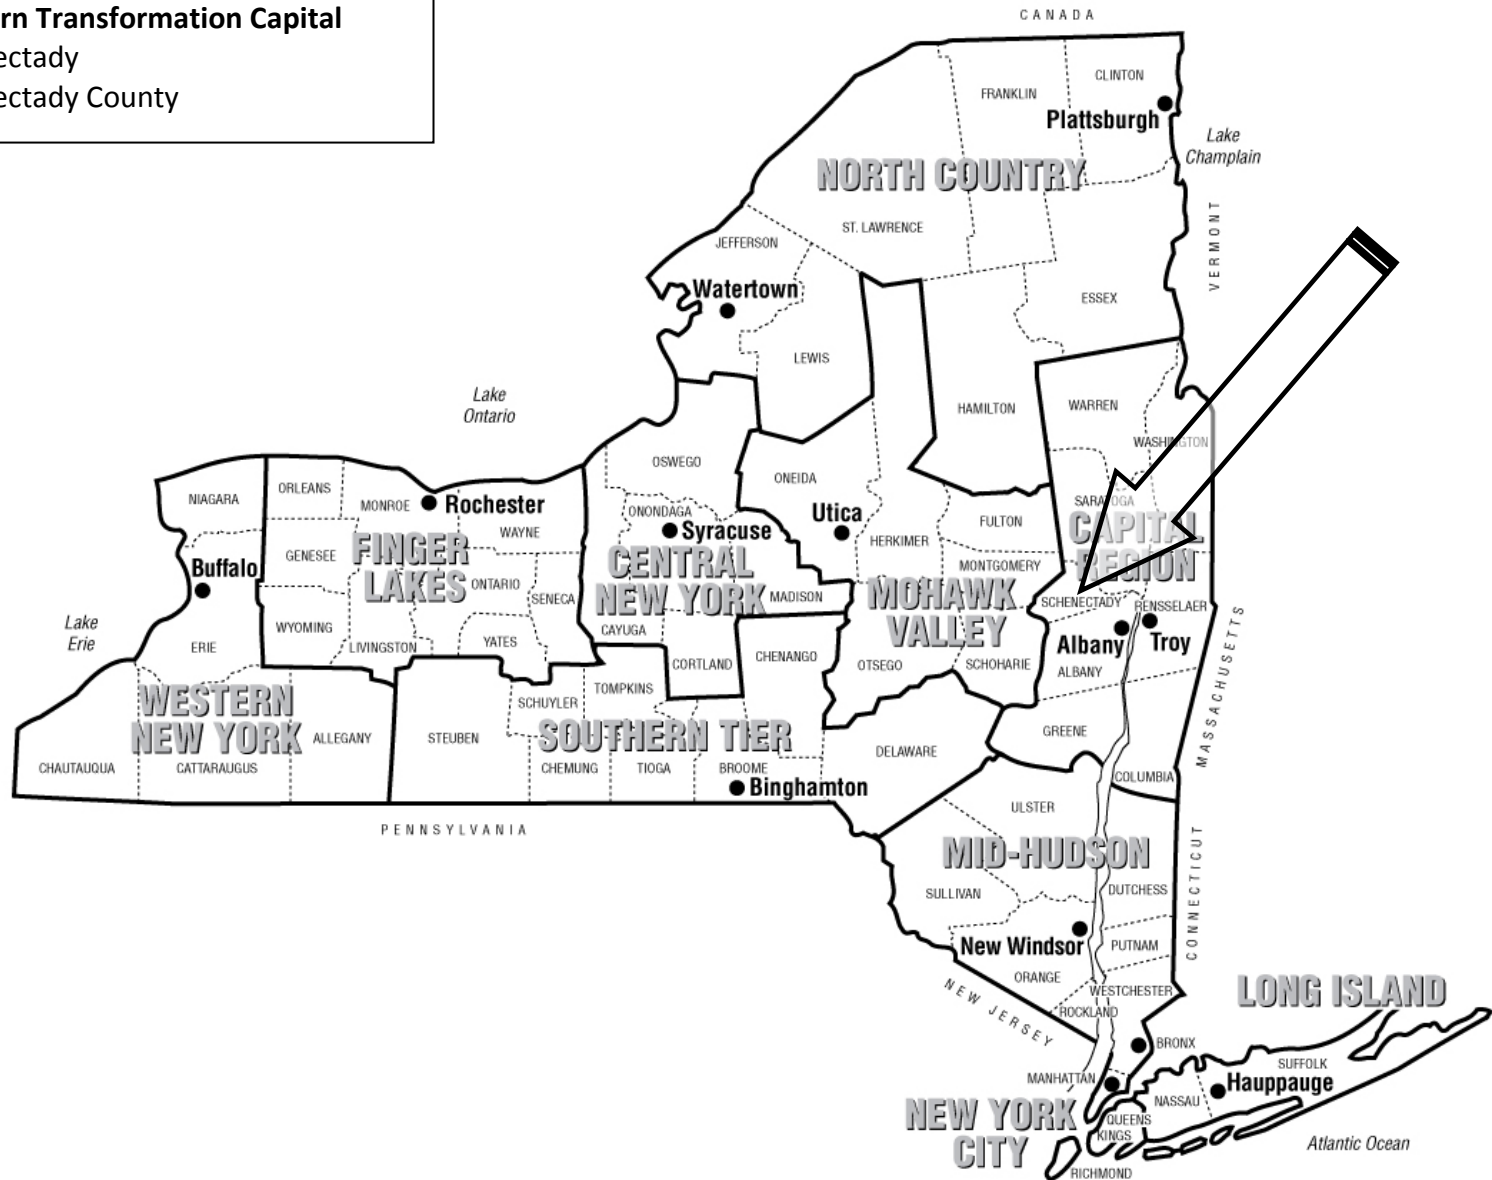 rn Transformation Capital
ectady
ectady County
CANADA
CLINTON
FRANKLIN
Plattsburgh
Lake
Champlain
NORTH COUNTRY
VERMONT
ST. LAWRENCE
JEFFERSON
Watertown
ESSEX
LEWIS
Lake
Ontario
HAMILTON
WARREN
WASHINGTON
OSWEGO
ONEIDA
NIAGARA
ORLEANS
MONROE
Rochester
ONONDAGA
Syracuse
Utica
SARATOGA
FULTON
CAPITAL
REGION
WAYNE
GENESEE
FINGER
LAKES
HERKIMER
MONTGOMERY
Buffalo
CENTRAL
NEW YORK
ONTARIO
SENECA
MADISON
MOHAWK
VALLEY
SCHENECTADY
RENSSELAER
Lake
Erie
ERIE
WYOMING
LIVINGSTON
YATES
CAYUGA
CORTLAND
CHENANGO
OTSEGO
SCHOHARIE
Albany
Troy
ALBANY
MASSACHUSETTS
WESTERN
NEW YORK
TOMPKINS
SCHUYLER
SOUTHERN TIER
ALLEGANY
STEUBEN
GREENE
DELAWARE
CHAUTAUQUA
CATTARAUGUS
CHEMUNG
TIOGA
BROOME
Binghamton
COLUMBIA
PENNSYLVANIA
ULSTER
MID-HUDSON
CONNECTICUT
SULLIVAN
DUTCHESS
New Windsor
PUTNAM
ORANGE
WESTCHESTER
ROCKLAND
NEW JERSEY
LONG ISLAND
BRONX
SUFFOLK
MANHATTAN
Hauppauge
NASSAU
NEW YORK
CITY
QUEENS
KINGS
RICHMOND
Atlantic Ocean